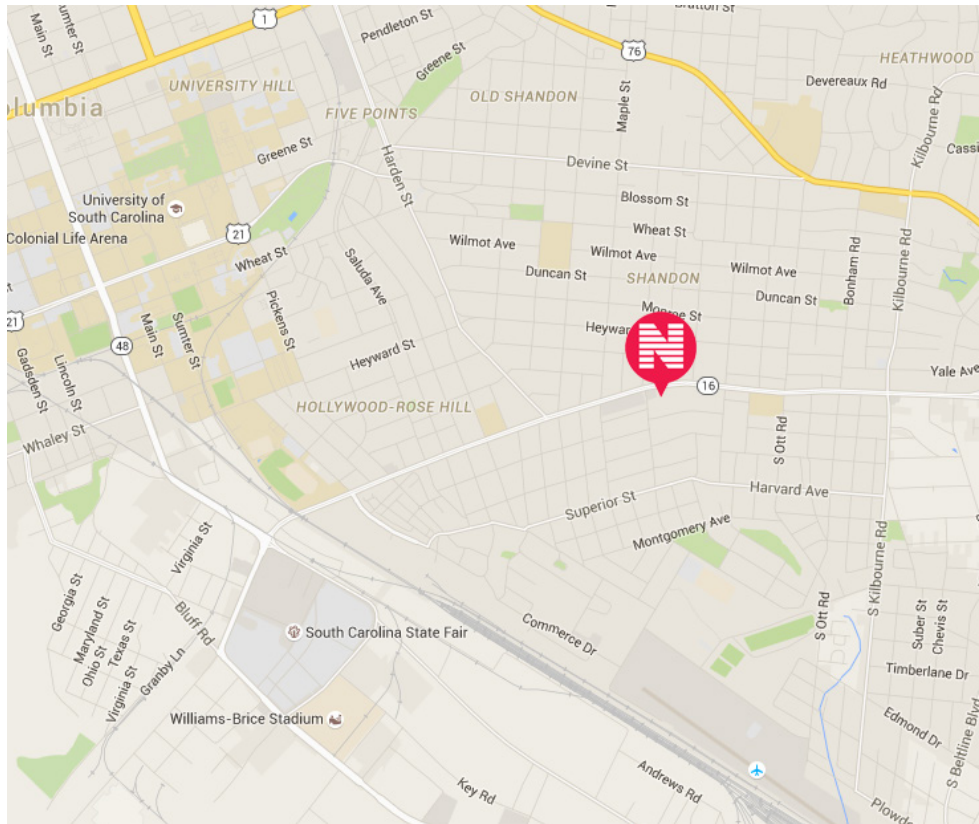 Main St
Sumter St
1
Pendleton St
Greene St
Bratton St
76
HEATHWOOD
Devereaux Rd
UNIVERSITY HILL
OLD SHANDON
Maple St
Kilbourne Rd
olumbia
FIVE POINTS
Greene St
Harden St
Devine St
Cassi
University of
South Carolina
Blossom St
Colonial Life Arena
21
Wheat St
Wheat St
Wilmot Ave
Wilmot Ave
Wilmot Ave
Saluda Ave
Duncan St
SHANDON
Duncan St
Bonham Rd
Kilbourne Rd
21
Pickens St
Monroe St
Main St
Sumter St
Heyward
N
48
Gadsden St
Lincoln St
Heyward St
16
Yale Ave
HOLLYWOOD-ROSE HILL
Whaley St
S Ott Rd
Superior St
Harvard Ave
Montgomery Ave
Virginia St
S Kilbourne Rd
Georgia St
Maryland St
Ohio St
Texas St
Virginia St
Granby Ln
Bluff Rd
South Carolina State Fair
Commerce Dr
S Ott Rd
Suber St
Chevis St
Timberlane Dr
Williams-Brice Stadium
Edmond Dr
S Beltline Blvd
Key Rd
Andrews Rd
Plowde